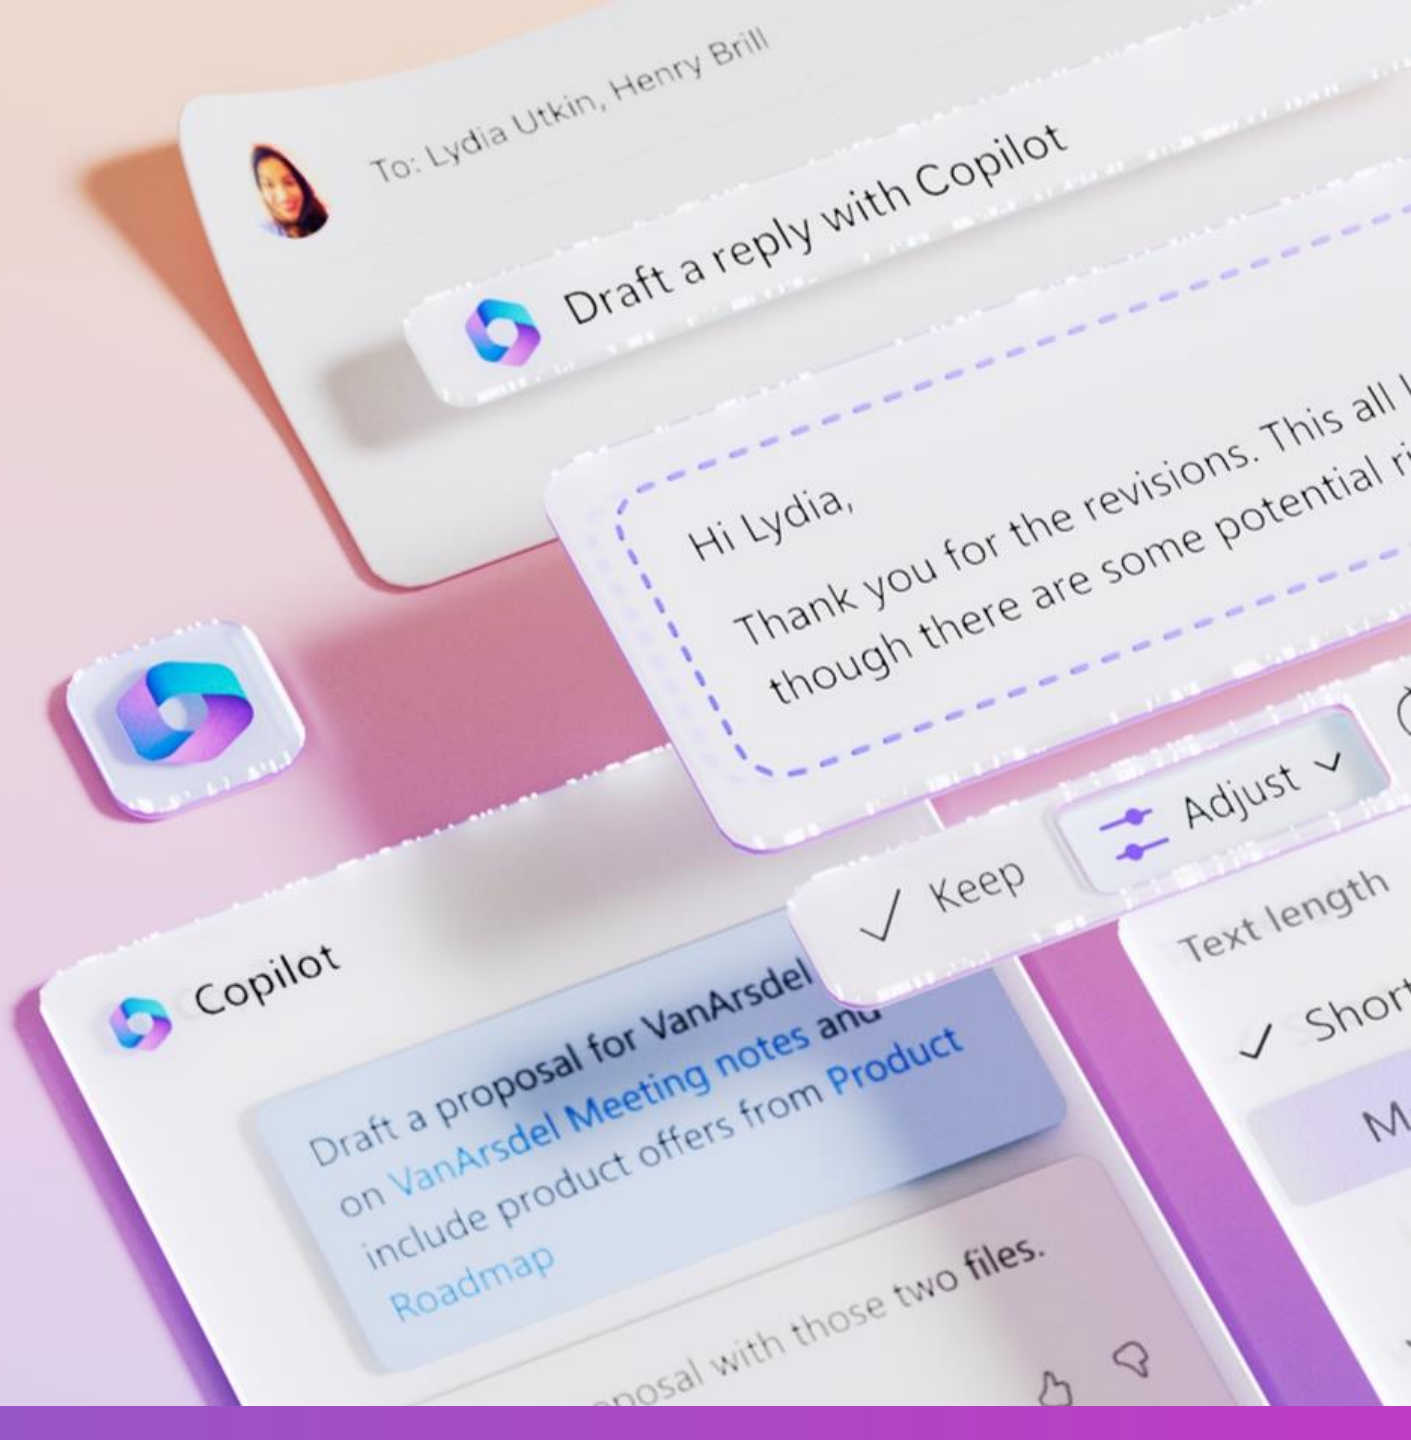 To: Lydia Utkin, Henry Brill
Draft a reply with Copilot
Hi Lydia,
Thank you for the revisions. This all
though there are some potential
Keep
Adjust
Text length
Copilot
Draft a proposal for VanArsdel
on VanArsdel Meeting notes and
include product offers from Product
Roadmap
with those two files.